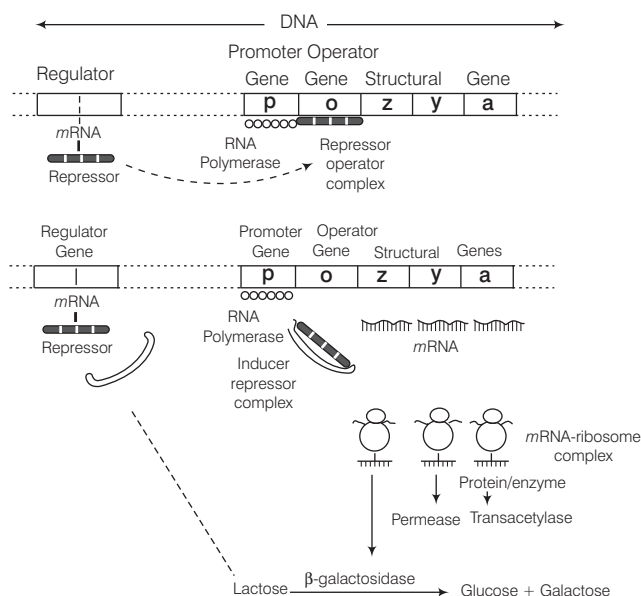 DNA
Promoter Operator
Regulator
Gene Gene Structural Gene
p o z y a
mRNA
RNA
Polymerase
Repressor
operator
complex
Repressor
Regulator
Gene
Promoter
Gene
Operator
Gene
Structural Genes
p o z y a
mRNA
Repressor
RNA
Polymerase
Inducer
repressor
complex
mRNA
mRNA-ribosome
complex
Protein/enzyme
Permease Transacetylase
Lactose β-galactosidase Glucose + Galactose